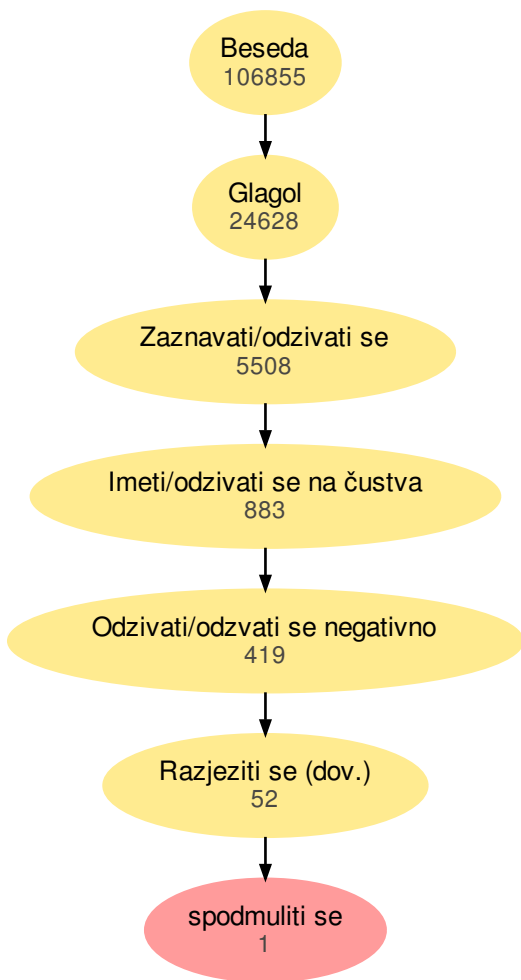 Beseda
106855
Glagol
24628
Zaznavati/odzivati se
5508
Imeti/odzivati se na čustva
883
Odzivati/odzvati se negativno
419
Razjeziti se (dov.)
52
spodmuliti se
1